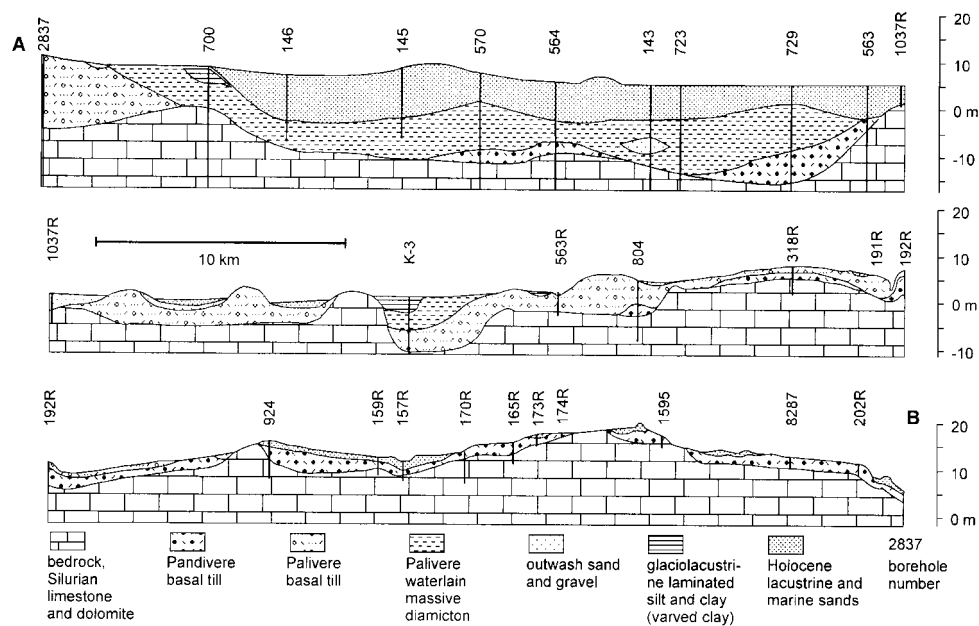 A
2837
700
146
145
570
564
143
723
729
563
1037R
20
10
0 m
-10
1037R
10 km
K-3
563R
804
318R
191R
192R
20
10
0 m
-10
192R
924
159R
157R
170R
165R
173R
174R
1595
8287
202R
B
20
10
0 m
bedrock,
Silurian
limestone
and dolomite
Pandivere
basal till
Palivere
basal till
Palivere
waterlain
massive
diamicton
outwash sand
and gravel
glaciolacustri-
ne laminated
silt and clay
(varved clay)
Holocene
lacustrine and
marine sands
2837
borehole
number